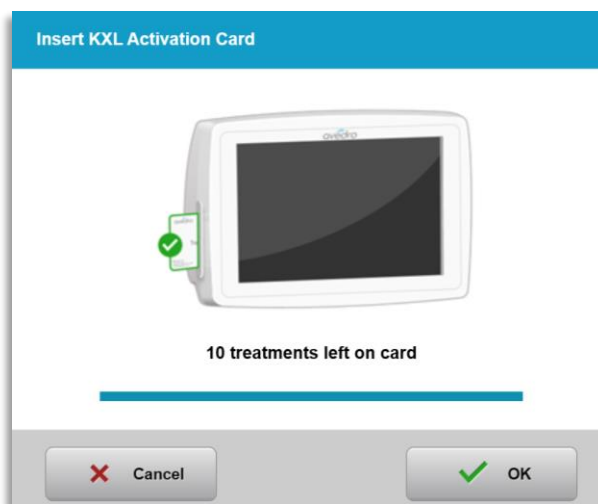 Insert KXL Activation Card
avedro
10 treatments left on card
Cancel
OK